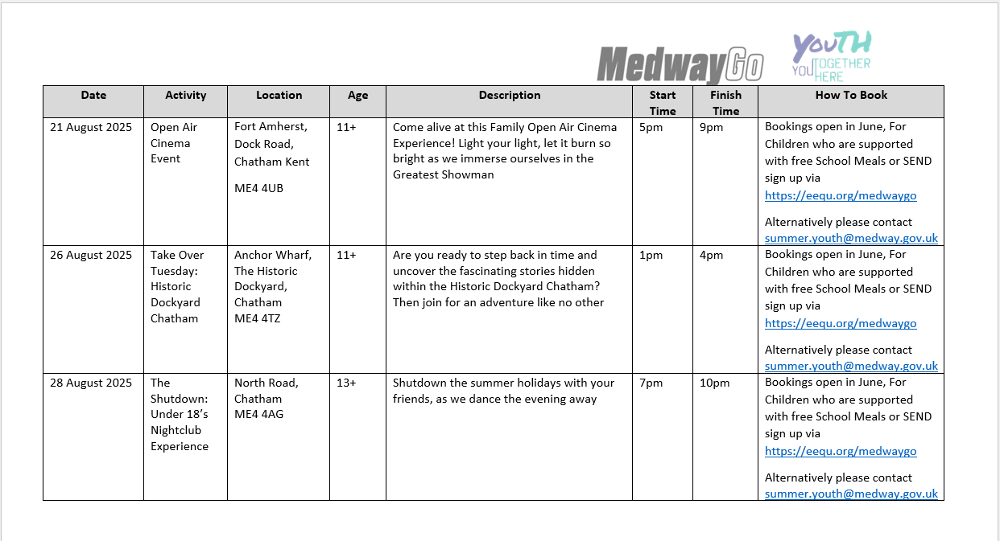 MedwayGo
YOUTH
YOU TOGETHER
HERE
Date Activity Location Age Description Start Time Finish Time How To Book
21 August 2025
Open Air
Cinema
Event
Fort Amherst,
Dock Road,
Chatham Kent
ME4 4UB
11+
Come alive at this Family Open Air Cinema
Experience! Light your light, let it burn so
bright as we immerse ourselves in the
Greatest Showman
5pm
9pm
Bookings open in June, For
Children who are supported
with free School Meals or SEND
sign up via
https://eequ.org/medwaygo
Alternatively please contact
summer.youth@medway.gov.uk
26 August 2025
Take Over
Tuesday:
Historic
Dockyard
Chatham
Anchor Wharf,
The Historic
Dockyard,
Chatham
ME4 4TZ
11+
Are you ready to step back in time and
uncover the fascinating stories hidden
within the Historic Dockyard Chatham?
Then join for an adventure like no other
1pm
4pm
Bookings open in June, For
Children who are supported
with free School Meals or SEND
sign up via
https://eequ.org/medwaygo
Alternatively please contact
summer.youth@medway.gov.uk
28 August 2025
The
Shutdown:
Under 18’s
Nightclub
Experience
North Road,
Chatham
ME4 4AG
13+
Shutdown the summer holidays with your
friends, as we dance the evening away
7pm
10pm
Bookings open in June, For
Children who are supported
with free School Meals or SEND
sign up via
https://eequ.org/medwaygo
Alternatively please contact
summer.youth@medway.gov.uk